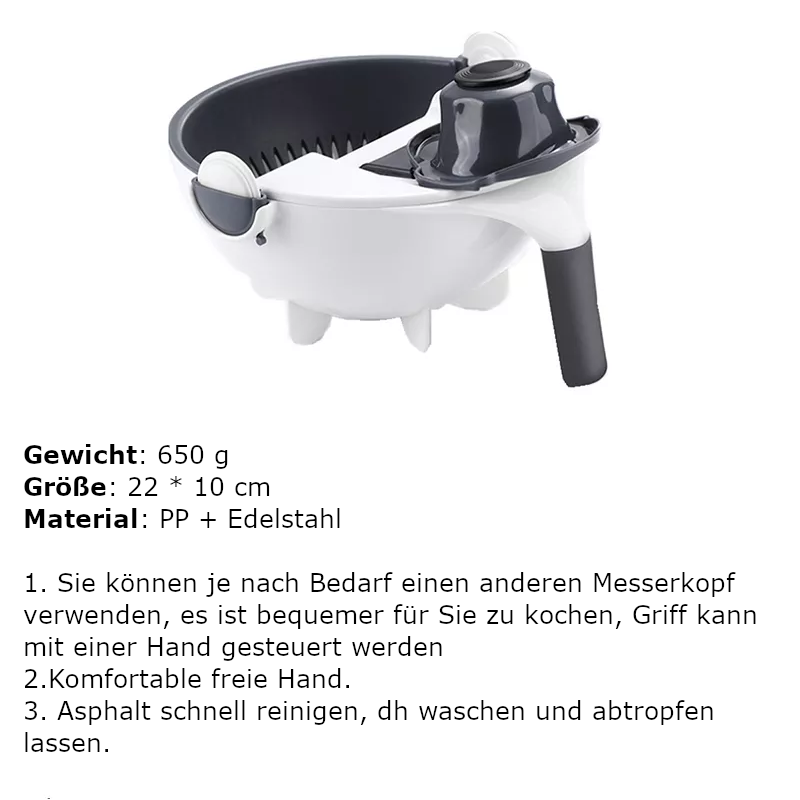 Gewicht: 650 g
Größe: 22 * 10 cm
Material: PP + Edelstahl
1. Sie können je nach Bedarf einen anderen Messerkopf
verwenden, es ist bequemer für Sie zu kochen, Griff kann
mit einer Hand gesteuert werden
2.Komfortable freie Hand.
3. Asphalt schnell reinigen, dh waschen und abtropfen
lassen.